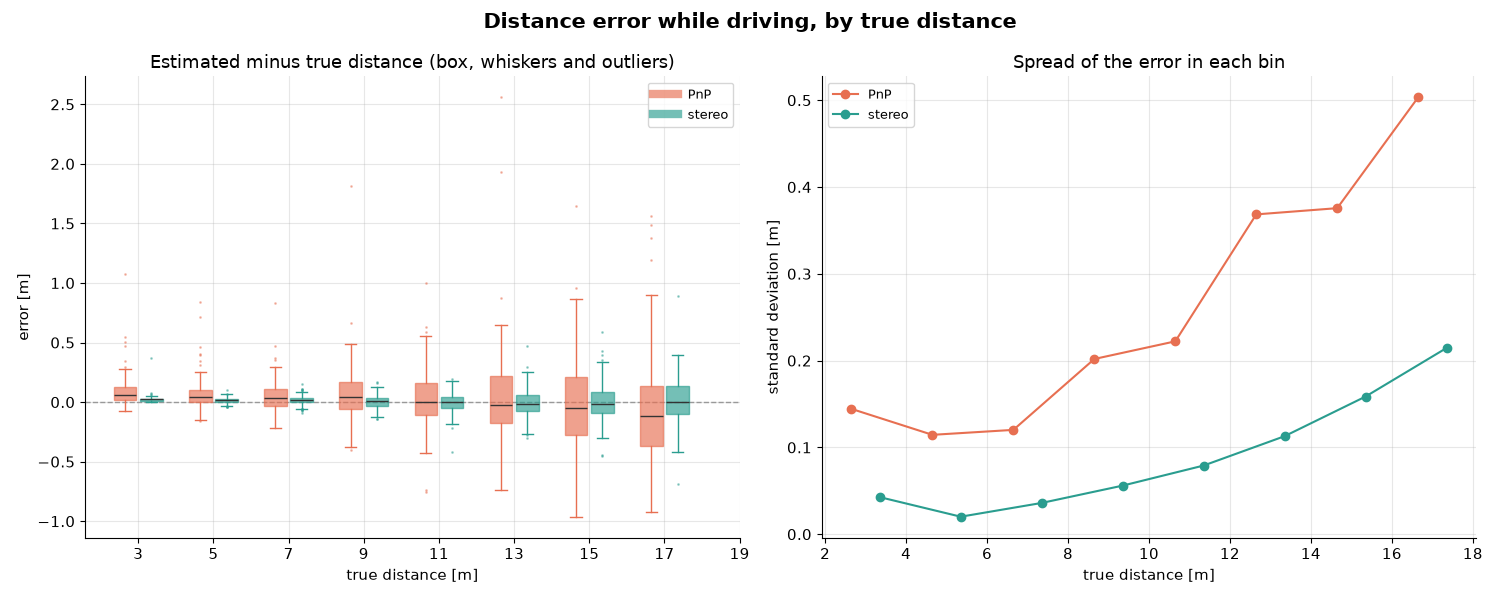 Distance error while driving, by true distance
Estimated minus true distance (box, whiskers and outliers)
PnP
stereo
error [m]
2.5
2.0
1.5
1.0
0.5
0.0
−0.5
−1.0
3 5 7 9 11 13 15 17 19
true distance [m]
Spread of the error in each bin
PnP
stereo
standard deviation [m]
0.5
0.4
0.3
0.2
0.1
0.0
2 4 6 8 10 12 14 16 18
true distance [m]